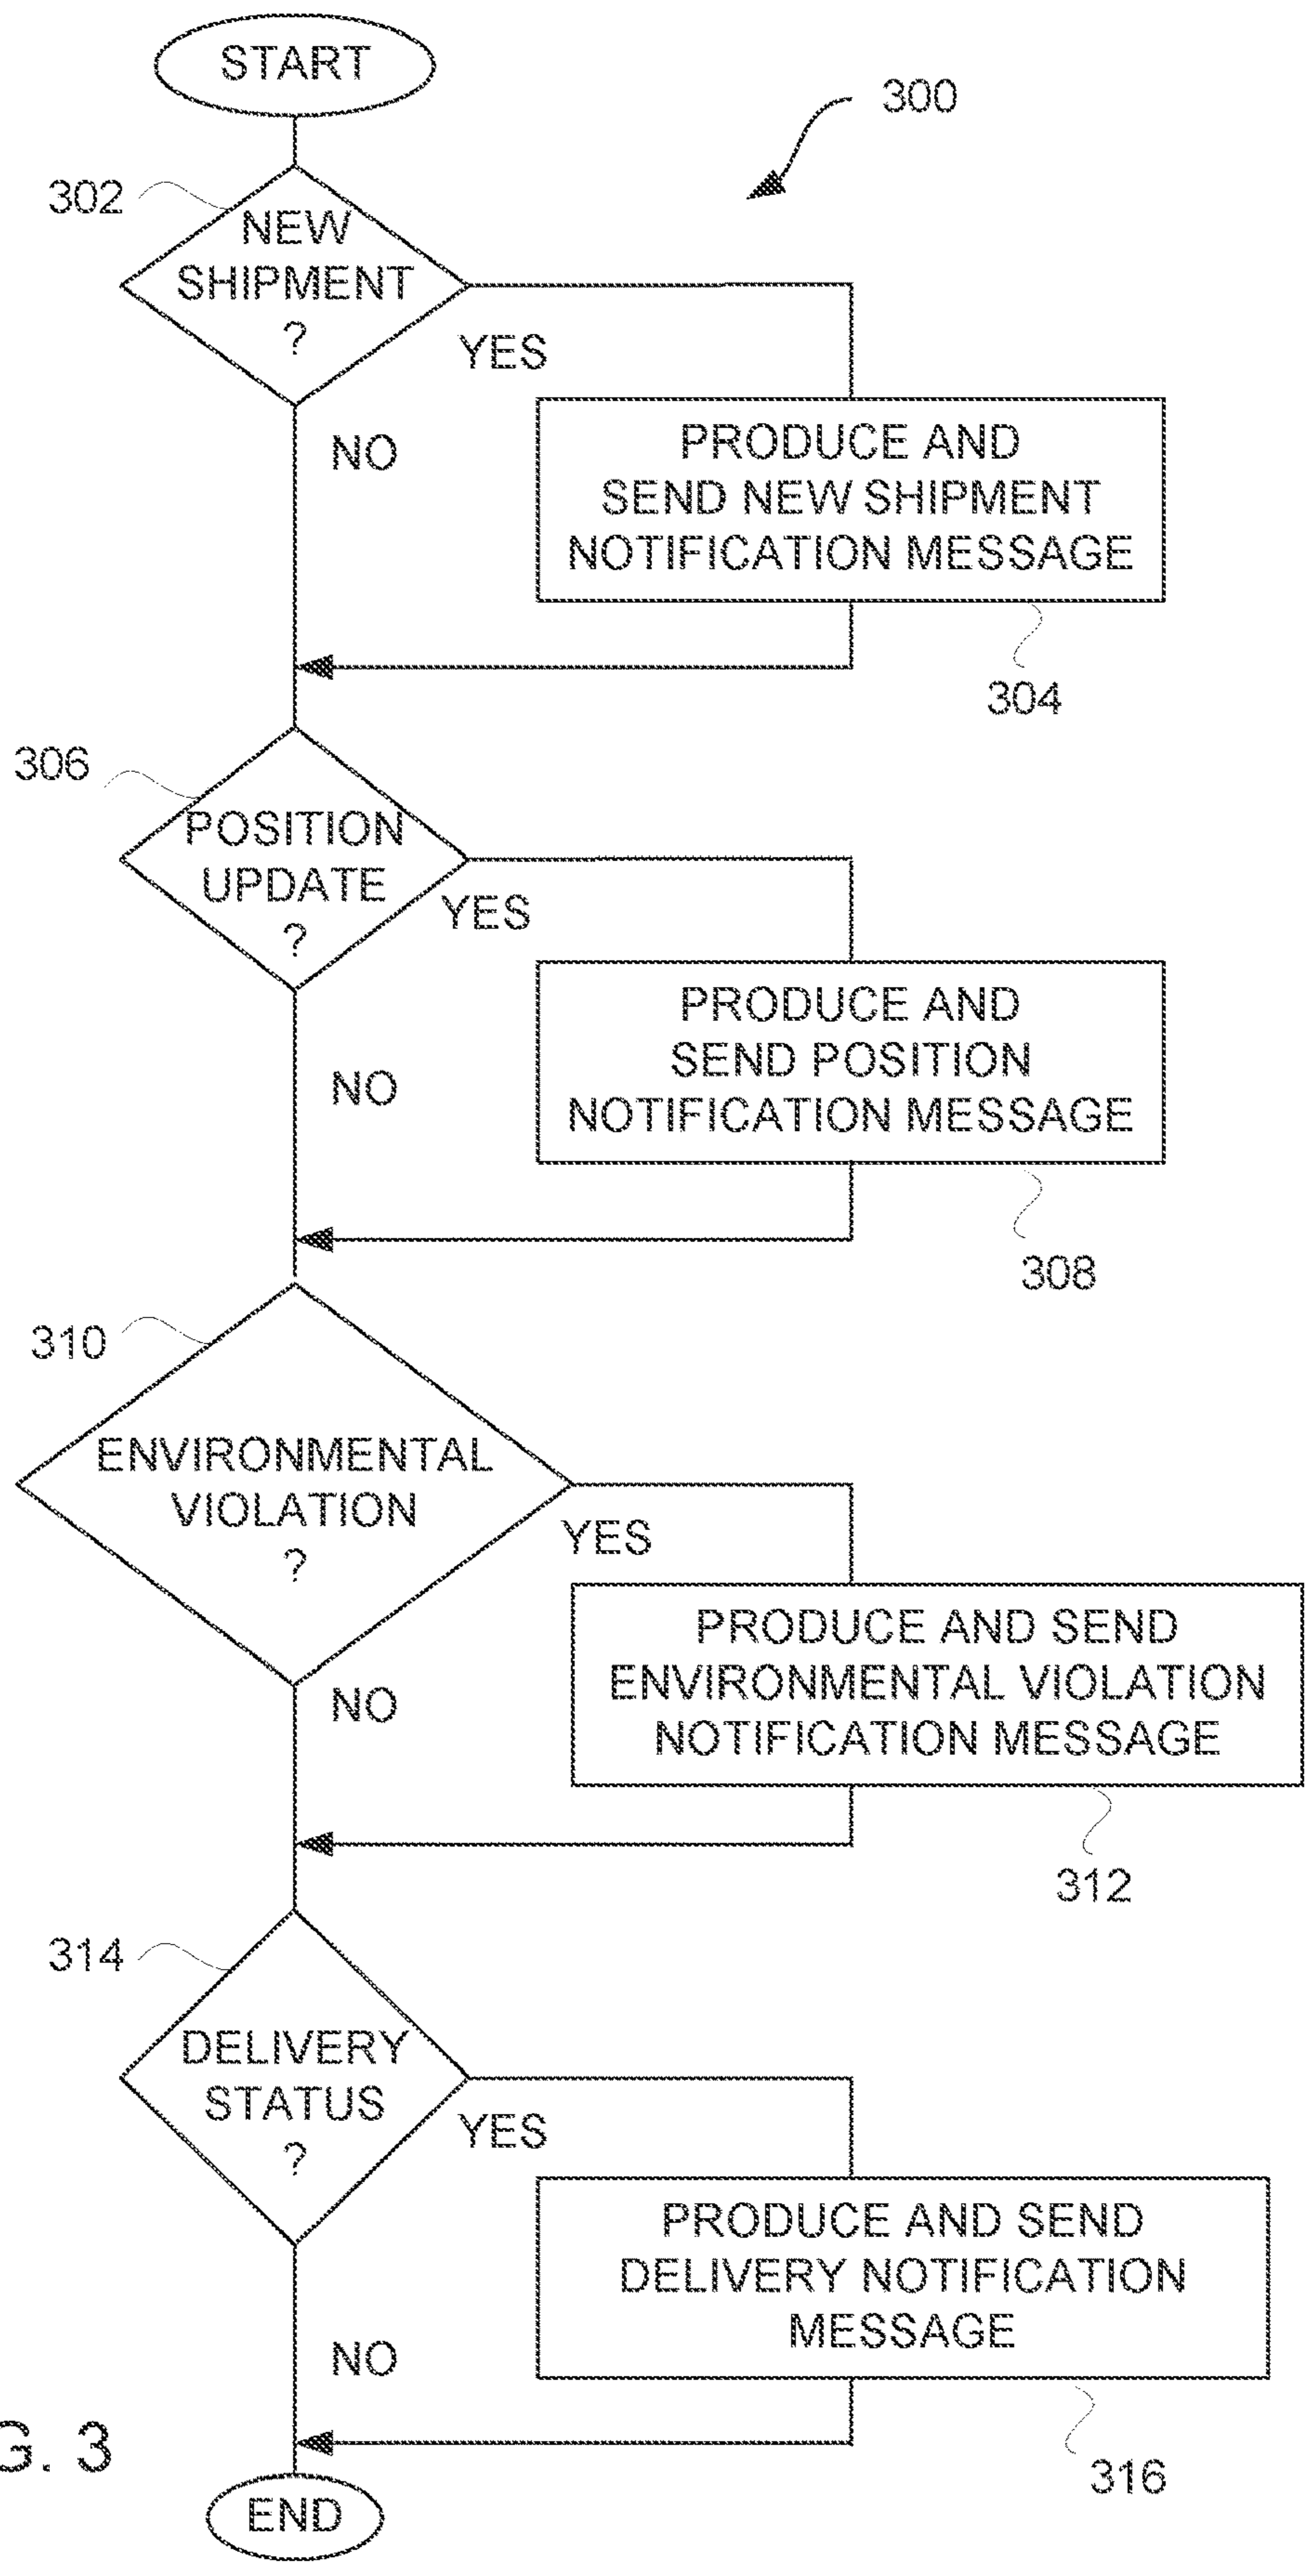 START
300
302
NEW
SHIPMENT
?
YES
NO
PRODUCE AND
SEND NEW SHIPMENT
NOTIFICATION MESSAGE
304
306
POSITION
UPDATE
?
YES
NO
PRODUCE AND
SEND POSITION
NOTIFICATION MESSAGE
308
310
ENVIRONMENTAL
VIOLATION
?
YES
NO
PRODUCE AND SEND
ENVIRONMENTAL VIOLATION
NOTIFICATION MESSAGE
312
314
DELIVERY
STATUS
?
YES
NO
PRODUCE AND SEND
DELIVERY NOTIFICATION
MESSAGE
316
G. 3
END